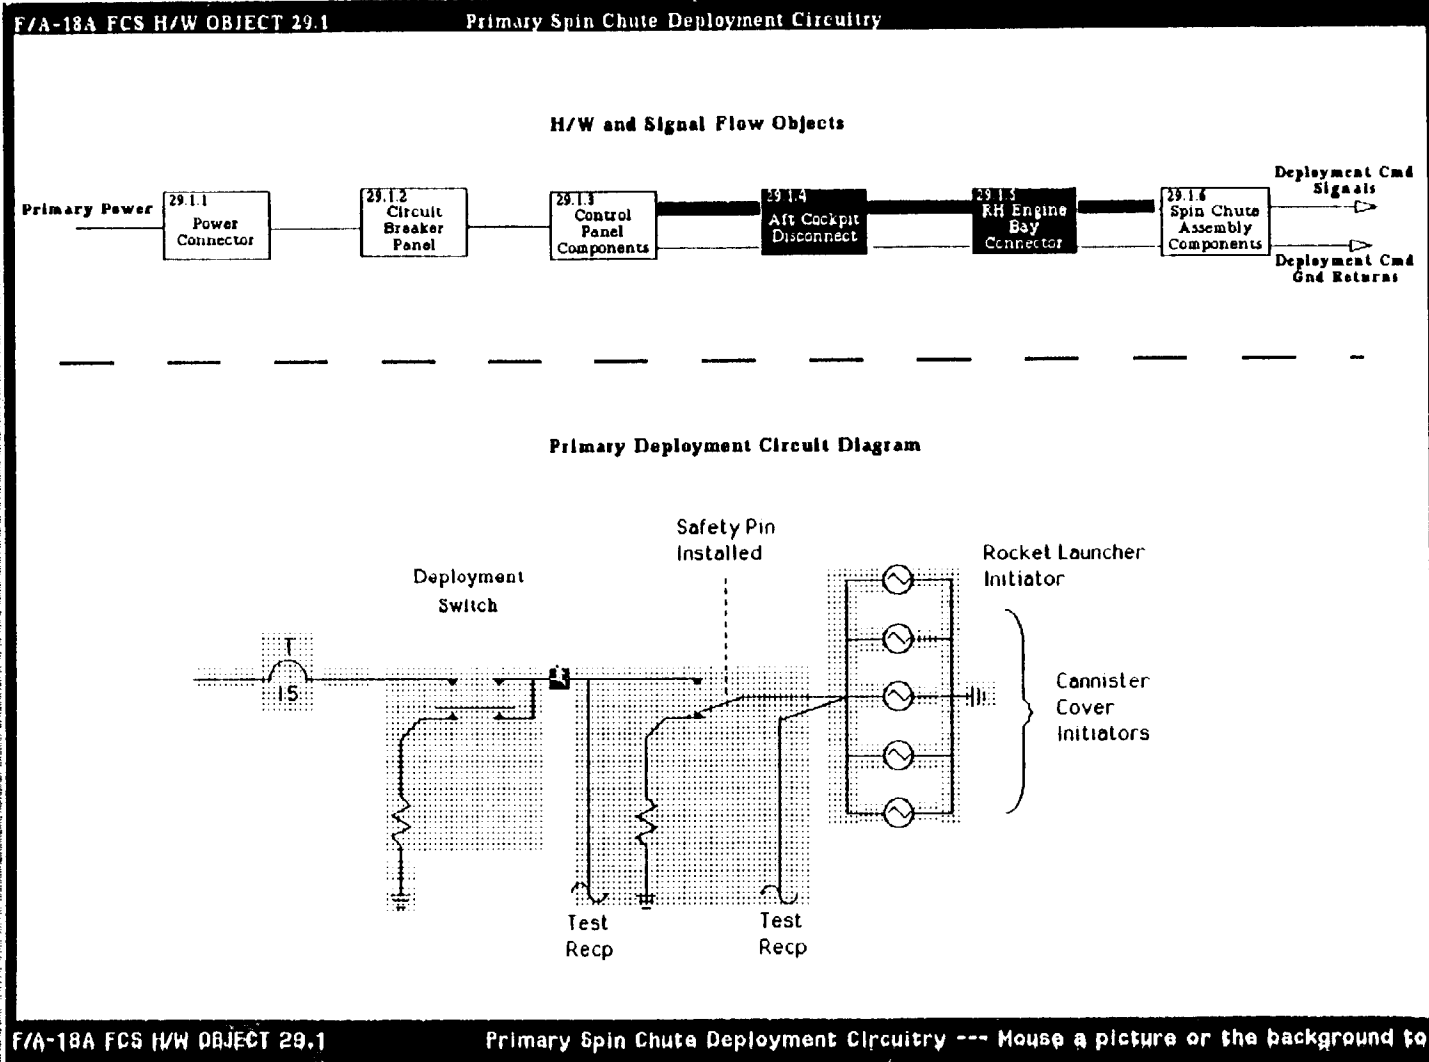 F/A-18A FCS H/W OBJECT 29.1
Primary Spin Chute Deployment Circuitry
H/W and Signal Flow Objects
Primary Power
29.1.1
Power
Connector
29.1.2
Circuit
Breaker
Panel
29.1.3
Control
Panel
Components
29.1.4
Aft Cockpit
Disconnect
29.1.5
RH Engine
Bay
Connector
29.1.6
Spin Chute
Assembly
Components
Deployment Cmd
Signals
Deployment Cmd
Gnd Returns
Primary Deployment Circuit Diagram
Safety Pin
Installed
Rocket Launcher
Initiator
Deployment
Switch
T
15
Cannister
Cover
Initiators
Test
Recp
Test
Recp
F/A-18A FCS H/W OBJECT 29.1
Primary Spin Chute Deployment Circuitry --- Mouse a picture or the background to